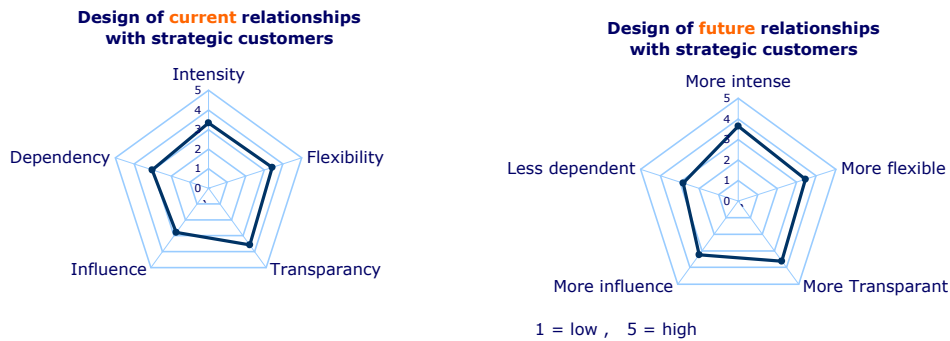 Design of current relationships
with strategic customers
Intensity
5
4
3
2
1
0
Dependency
Flexibility
Influence
Transparancy
Design of future relationships
with strategic customers
More intense
5
4
3
2
1
0
Less dependent
More flexible
More influence
More Transparant
1 = low ,   5 = high